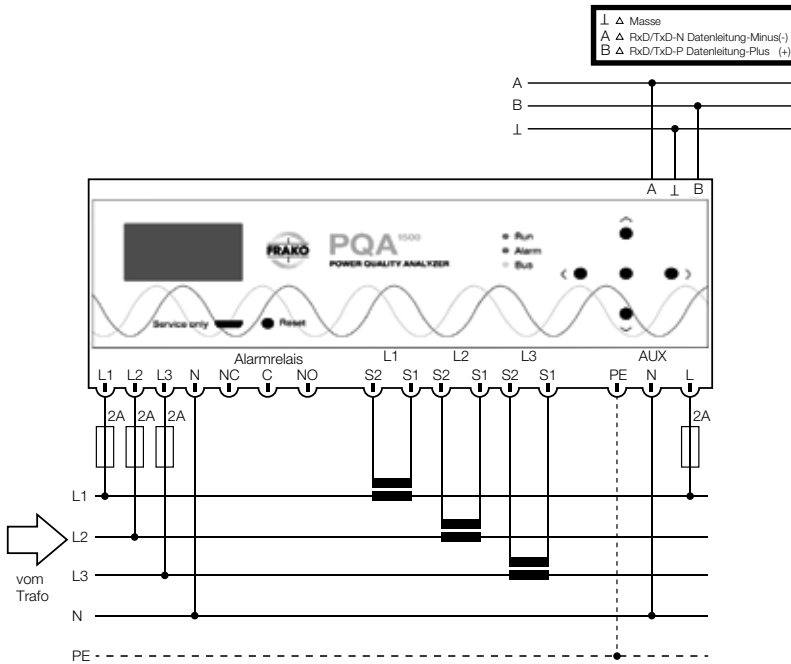 ⊥ ≙ Masse
A ≙ RxD/TxD-N Datenleitung-Minus(-)
B ≙ RxD/TxD-P Datenleitung-Plus (+)
A
B
⊥
A ⊥ B
FRAKO
PQA 1500
POWER QUALITY ANALYZER
Run
Alarm
Bus
Service only
Reset
Alarmrelais L1 L2 L3 AUX
L1 L2 L3 N NC C NO S2 S1 S2 S1 S2 S1 PE N L
2A 2A 2A 2A
L1
L2
L3
vom
Trafo
N
PE